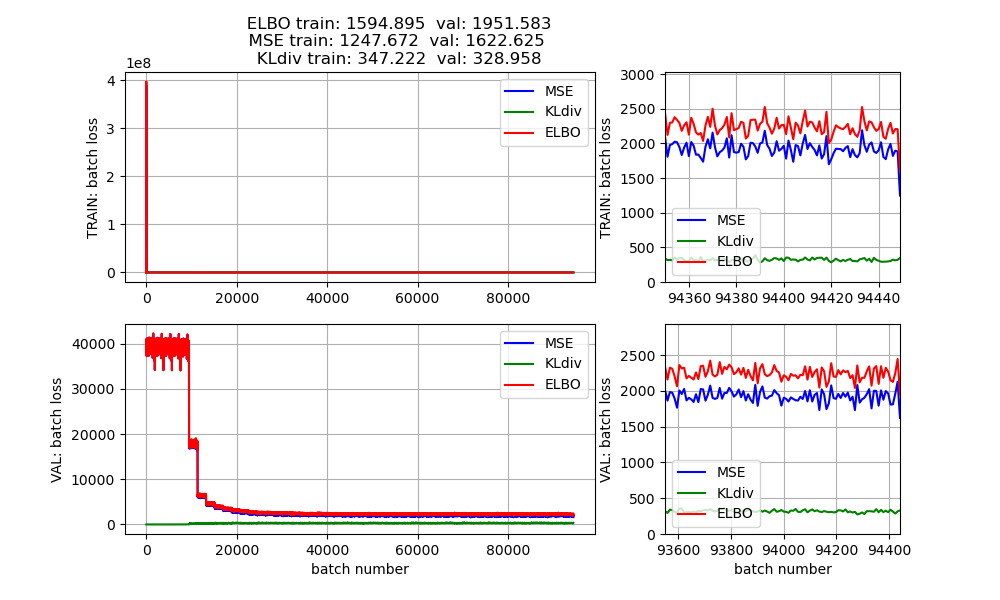 ELBO train: 1594.895  val: 1951.583
MSE train: 1247.672  val: 1622.625
KLdiv train: 347.222  val: 328.958
1e8
4
3
2
1
0
TRAIN: batch loss
MSE
KLdiv
ELBO
0 20000 40000 60000 80000
3000
2500
2000
1500
1000
500
0
TRAIN: batch loss
MSE
KLdiv
ELBO
94360 94380 94400 94420 94440
40000
30000
20000
10000
0
VAL: batch loss
MSE
KLdiv
ELBO
0 20000 40000 60000 80000
batch number
2500
2000
1500
1000
500
0
VAL: batch loss
MSE
KLdiv
ELBO
93600 93800 94000 94200 94400
batch number